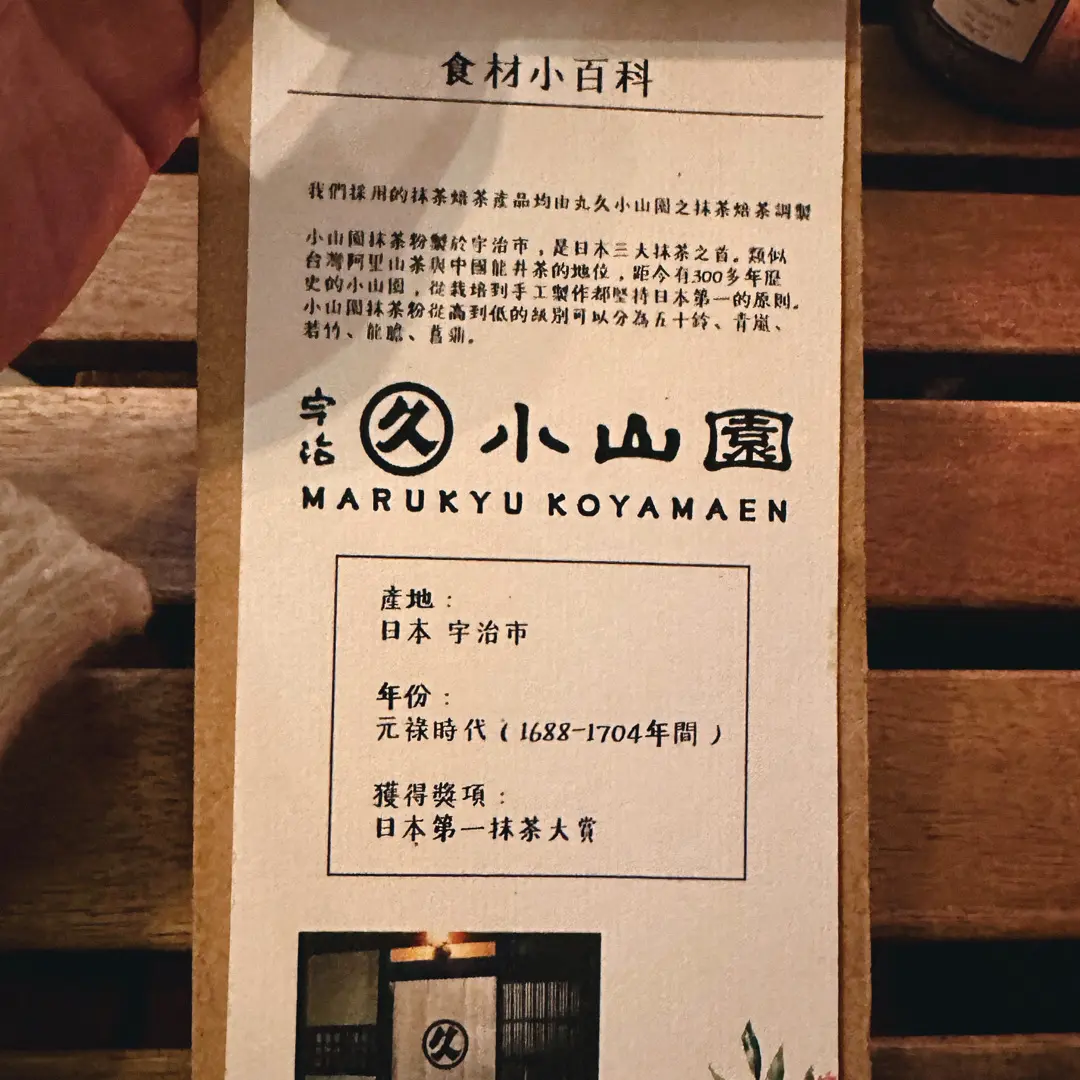 食材小百科
我們採用的抹茶焙茶產品均由丸久小山園之抹茶焙茶調製
小山園抹茶粉製於宇治市，是日本三大抹茶之首。類似
台灣阿里山茶與中國龍井茶的地位，距今有300多年歷
史的小山園，從栽培到手工製作都堅持日本第一的原則。
小山園抹茶粉從高到低的級別可以分為五十鈴、青嵐、
若竹、龍膽、菖蒲。
宇治 久 小山園
MARUKYU KOYAMAEN
產地：
日本 宇治市
年份：
元祿時代（1688-1704年間）
獲得獎項：
日本第一抹茶大賞
久